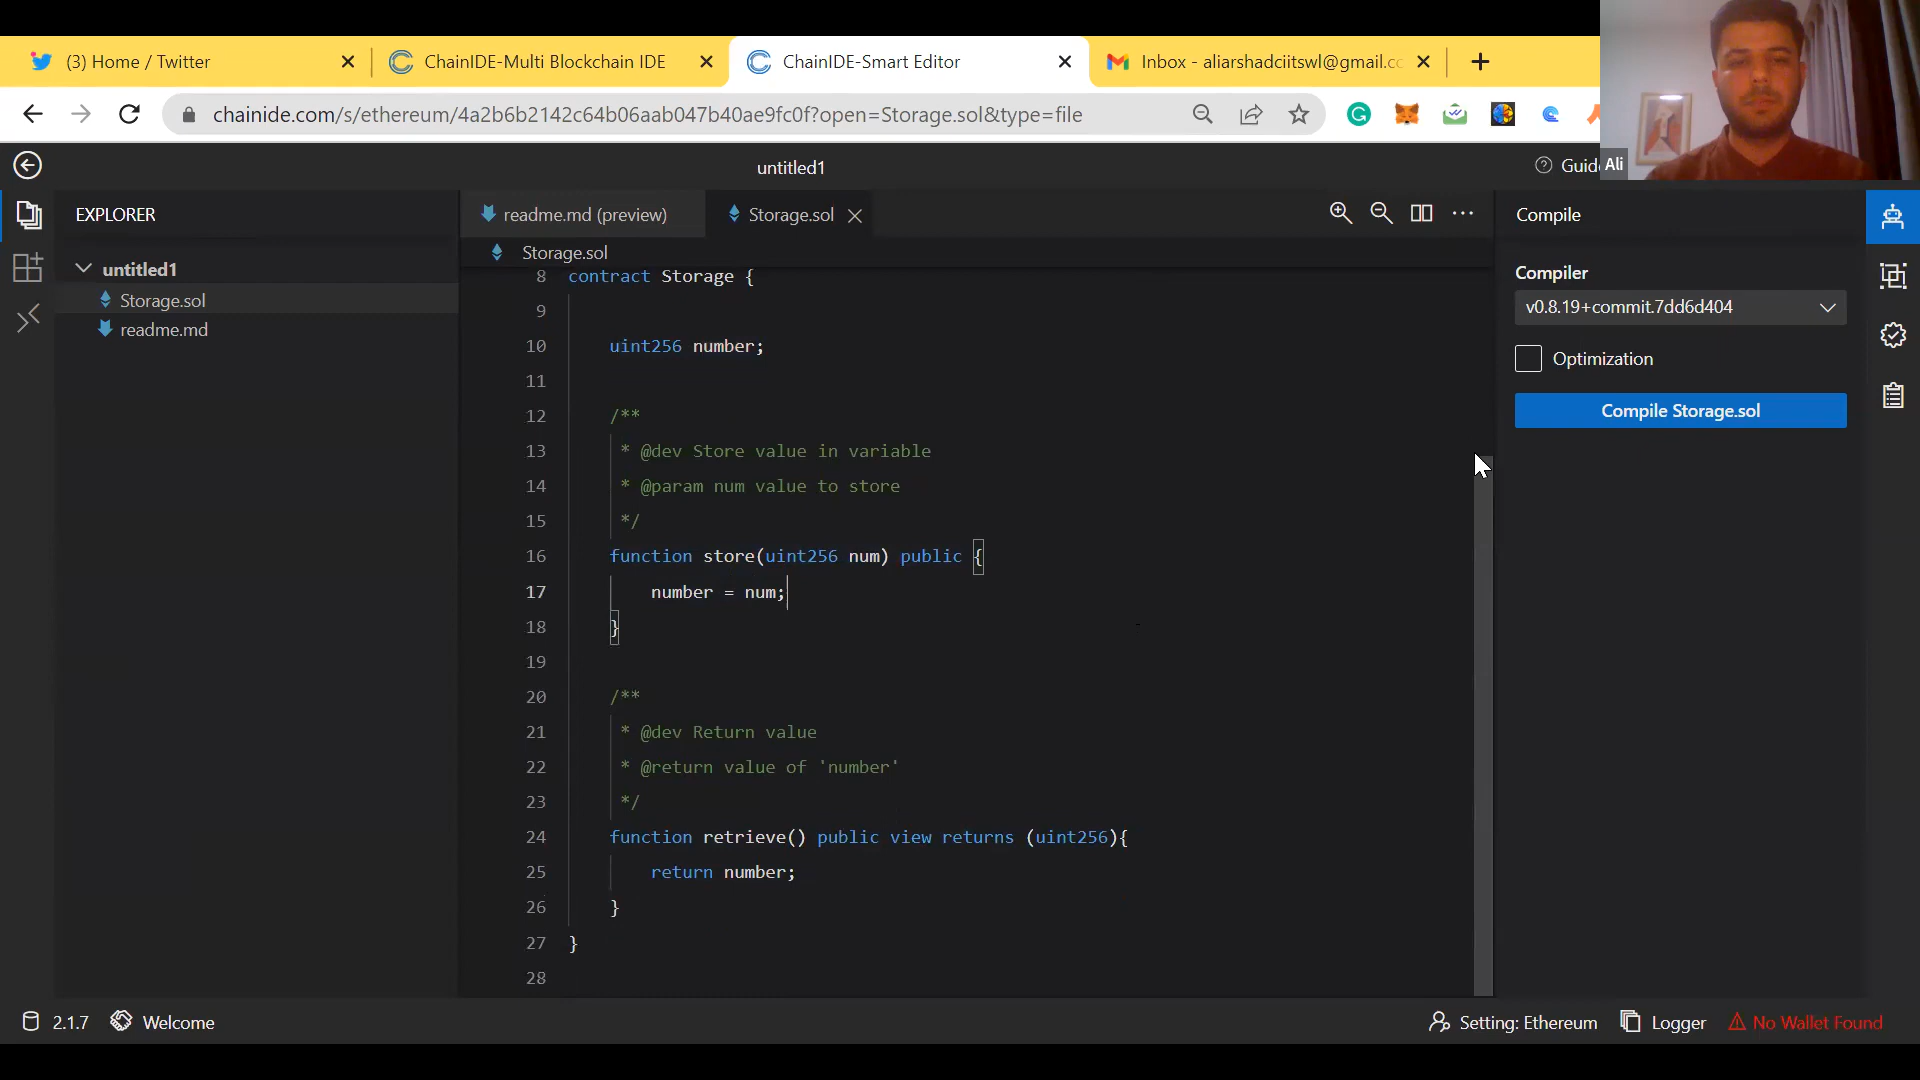 (3) Home / Twitter
ChainIDE-Multi Blockchain IDE
ChainIDE-Smart Editor
Inbox - aliarshadciitswl@gmail.cc
chainide.com/s/ethereum/4a2b6b2142c64b06aab047b40ae9fc0f?open=Storage.sol&type=file
untitled1
Guide
Ali
EXPLORER
readme.md (preview)
Storage.sol
Compile
untitled1
Storage.sol
readme.md
Storage.sol
8 contract Storage {
9
10 uint256 number;
11
12 /**
13 * @dev Store value in variable
14 * @param num value to store
15 */
16 function store(uint256 num) public {
17 number = num;
18 }
19
20 /**
21 * @dev Return value
22 * @return value of 'number'
23 */
24 function retrieve() public view returns (uint256){
25 return number;
26 }
27 }
28
Compiler
v0.8.19+commit.7dd6d404
Optimization
Compile Storage.sol
2.1.7
Welcome
Setting: Ethereum
Logger
No Wallet Found